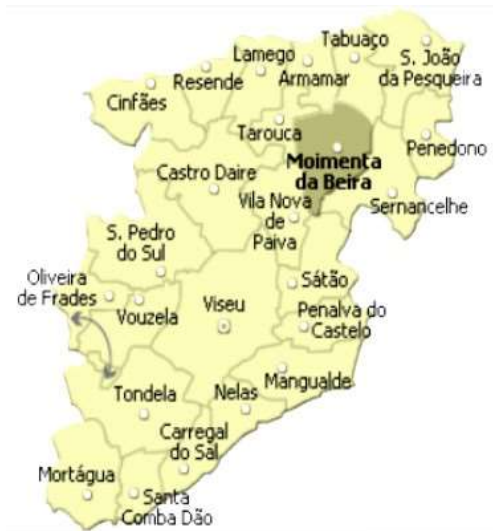 Tabuaço
Lamego
S. João
da Pesqueira
Resende
Armamar
Cinfães
Tarouca
Penedono
Moimenta
da Beira
Castro Daire
Vila Nova
de
Paiva
Sernancelhe
S. Pedro
do Sul
Oliveira
de Frades
Sátão
Vouzela
Viseu
Penalva do
Castelo
Mangualde
Tondela
Nelas
Carregal
do Sal
Mortágua
Santa
Comba Dão